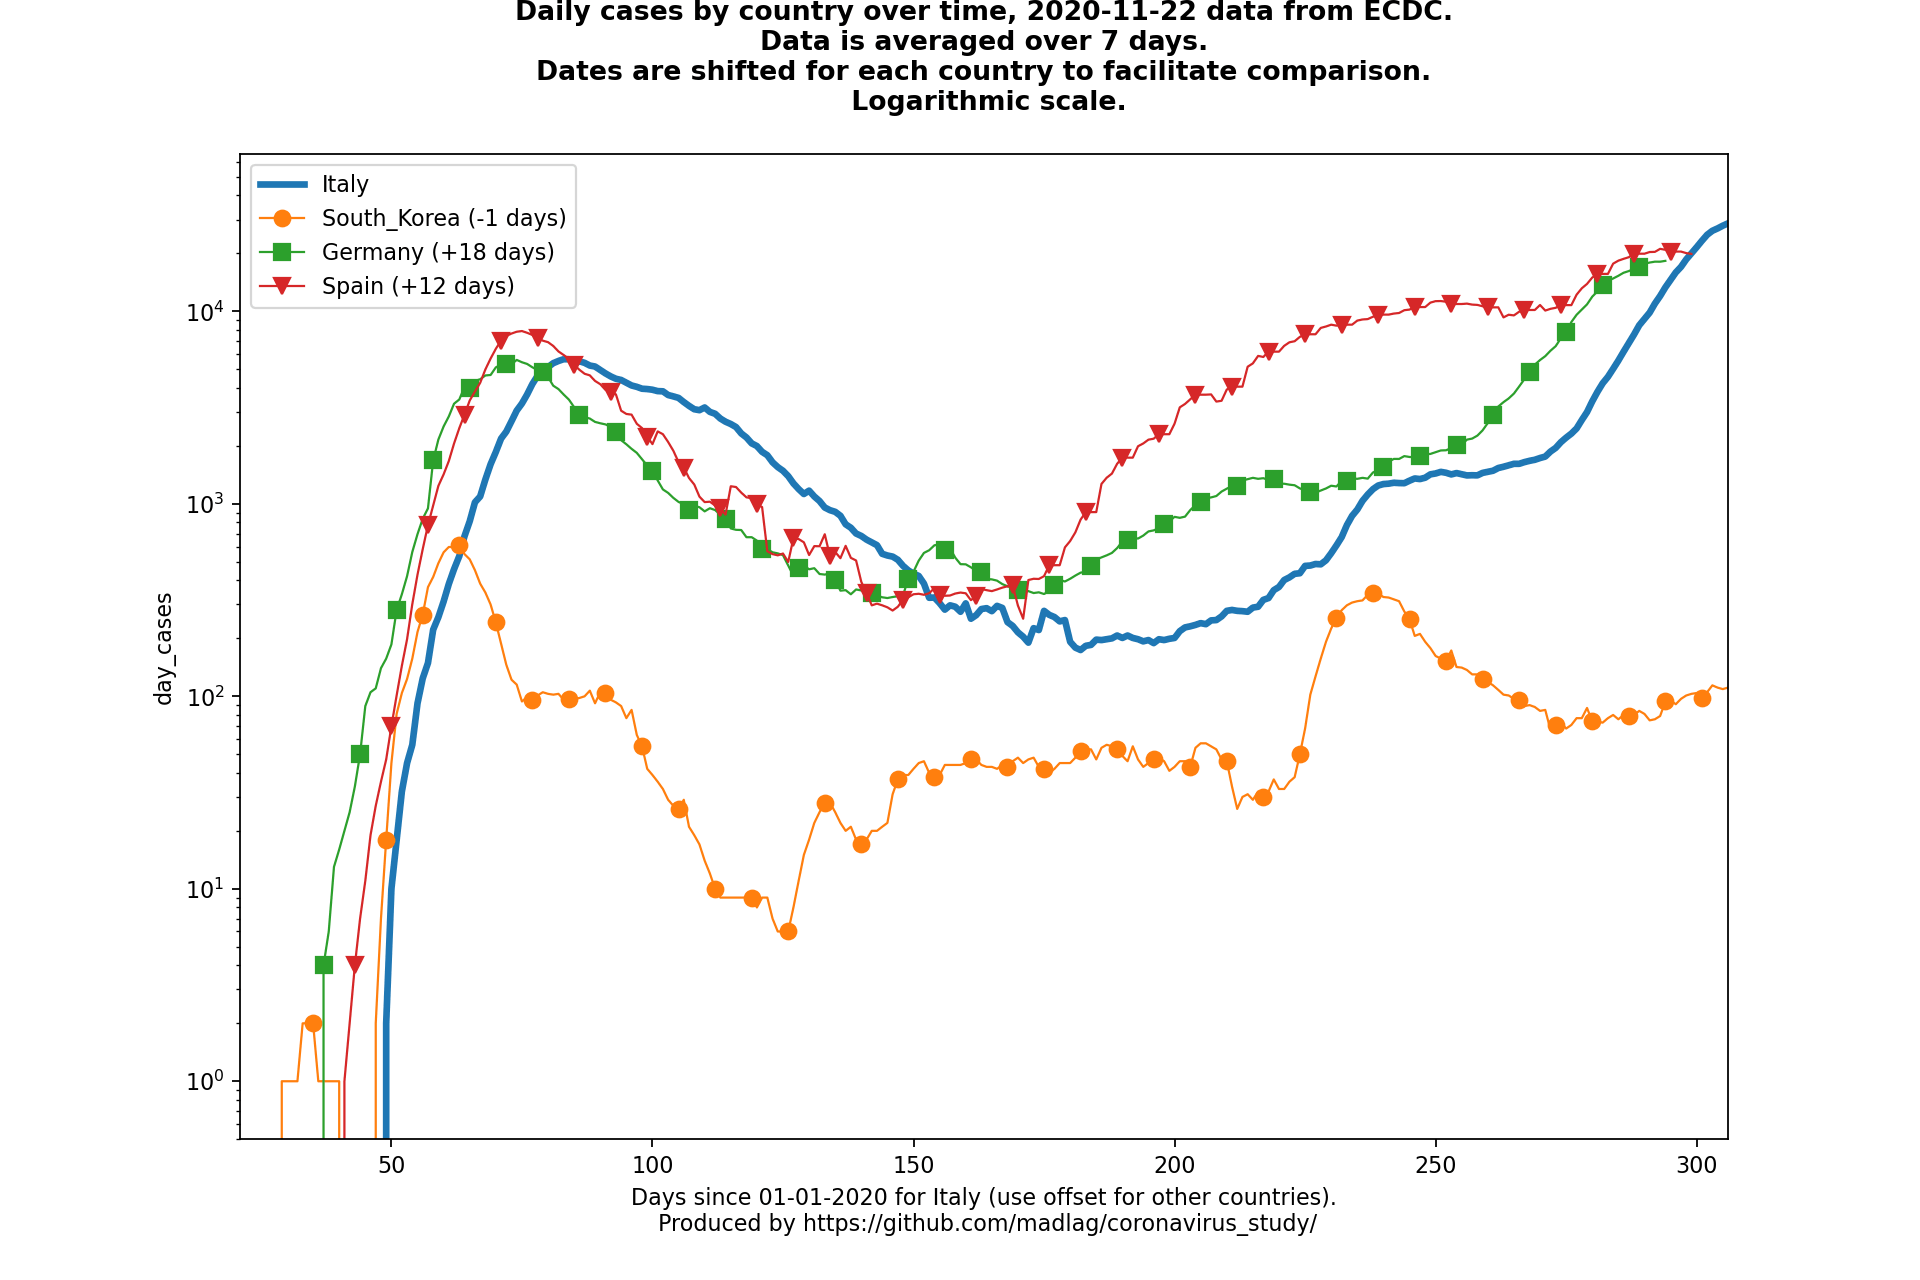 Daily cases by country over time, 2020-11-22 data from ECDC.
Data is averaged over 7 days.
Dates are shifted for each country to facilitate comparison.
Logarithmic scale.
Italy
South_Korea (-1 days)
Germany (+18 days)
Spain (+12 days)
10⁴
10³
10²
10¹
10⁰
day_cases
50 100 150 200 250 300
Days since 01-01-2020 for Italy (use offset for other countries).
Produced by https://github.com/madlag/coronavirus_study/